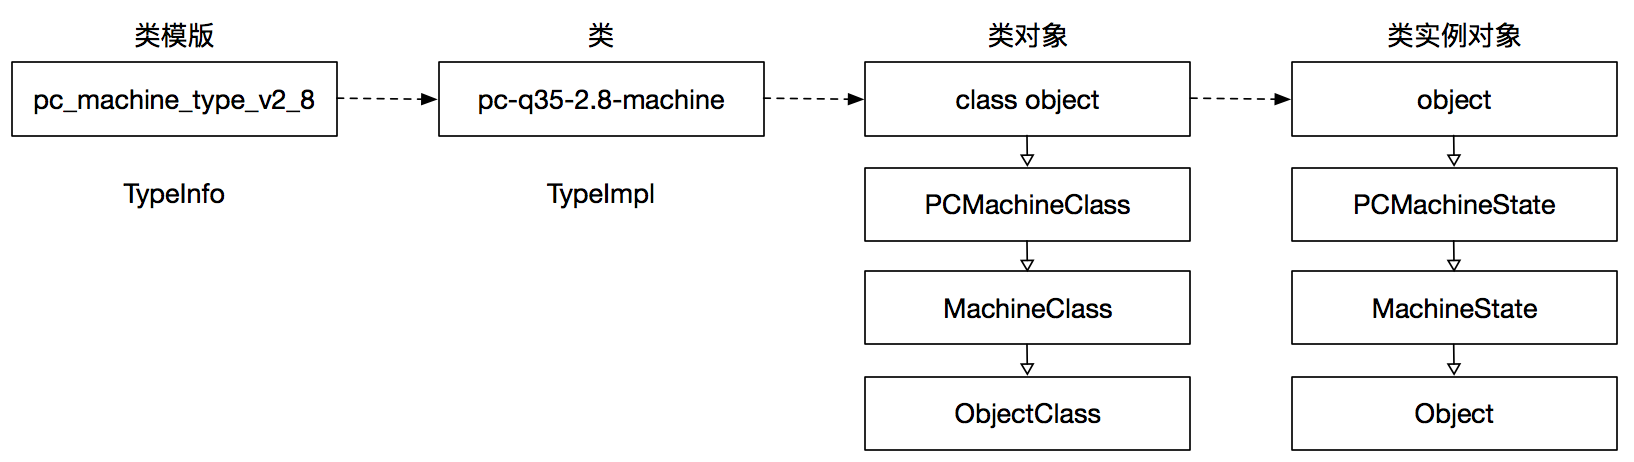 类模版
类
类对象
类实例对象
pc_machine_type_v2_8
pc-q35-2.8-machine
class object
object
TypeInfo
TypeImpl
PCMachineClass
PCMachineState
MachineClass
MachineState
ObjectClass
Object